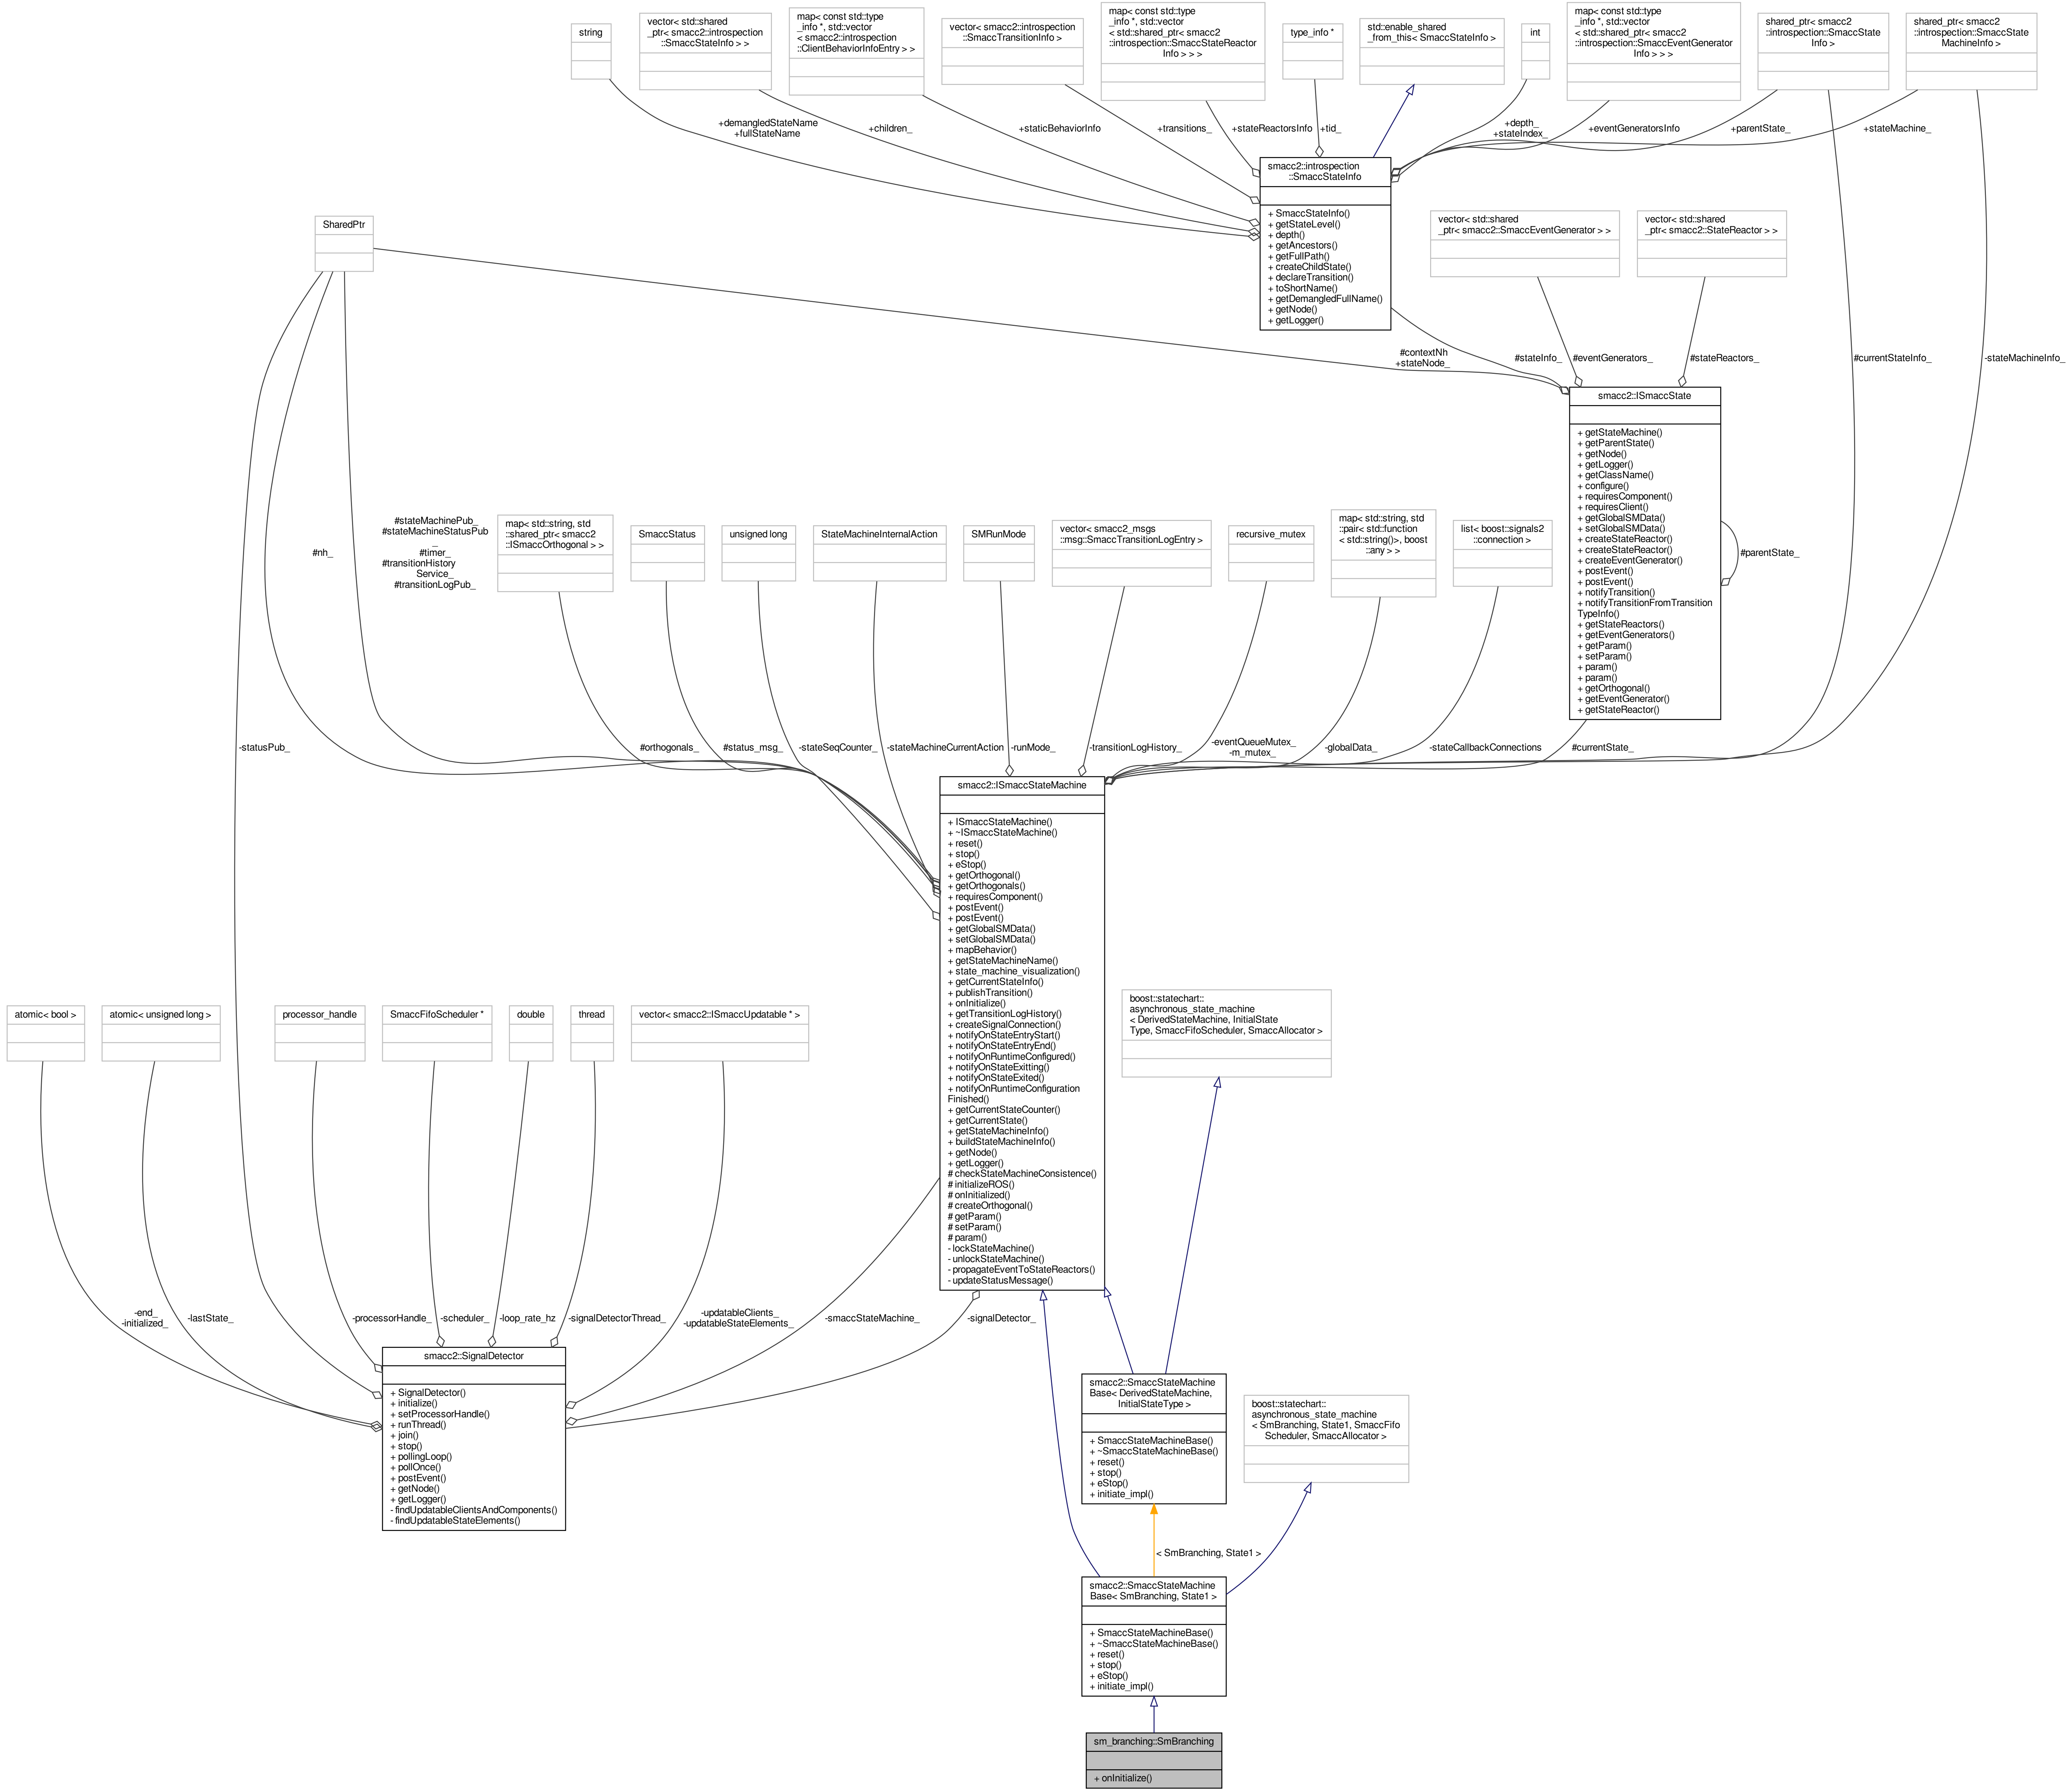 string
vector< std::shared
_ptr< smacc2::introspection
::SmaccStateInfo > >
map< const std::type
_info *, std::vector
< smacc2::introspection
::ClientBehaviorInfoEntry > >
vector< smacc2::introspection
::SmaccTransitionInfo >
map< const std::type
_info *, std::vector
< std::shared_ptr< smacc2
::introspection::SmaccStateReactor
Info > > >
type_info *
std::enable_shared
_from_this< SmaccStateInfo >
int
map< const std::type
_info *, std::vector
< std::shared_ptr< smacc2
::introspection::SmaccEventGenerator
Info > > >
shared_ptr< smacc2
::introspection::SmaccState
Info >
shared_ptr< smacc2
::introspection::SmaccState
MachineInfo >
+demangledStateName
+fullStateName
+children_
+staticBehaviorInfo
+transitions_
+stateReactorsInfo
+tid_
+depth_
+stateIndex_
+eventGeneratorsInfo
+parentState_
+stateMachine_
smacc2::introspection
::SmaccStateInfo
+ SmaccStateInfo()
+ getStateLevel()
+ depth()
+ getAncestors()
+ getFullPath()
+ createChildState()
+ declareTransition()
+ toShortName()
+ getDemangledFullName()
+ getNode()
+ getLogger()
SharedPtr
vector< std::shared
_ptr< smacc2::SmaccEventGenerator > >
vector< std::shared
_ptr< smacc2::StateReactor > >
#contextNh
+stateNode_
#stateInfo_
#eventGenerators_
#stateReactors_
#currentStateInfo_
-stateMachineInfo_
smacc2::ISmaccState
+ getStateMachine()
+ getParentState()
+ getNode()
+ getLogger()
+ getClassName()
+ configure()
+ requiresComponent()
+ requiresClient()
+ getGlobalSMData()
+ setGlobalSMData()
+ createStateReactor()
+ createStateReactor()
+ createEventGenerator()
+ postEvent()
+ postEvent()
+ notifyTransition()
+ notifyTransitionFromTransition
TypeInfo()
+ getStateReactors()
+ getEventGenerators()
+ getParam()
+ setParam()
+ param()
+ param()
+ getOrthogonal()
+ getEventGenerator()
+ getStateReactor()
#parentState_
#nh_
#stateMachinePub_
#stateMachineStatusPub
_
#timer_
#transitionHistory
Service_
#transitionLogPub_
map< std::string, std
::shared_ptr< smacc2
::ISmaccOrthogonal > >
SmaccStatus
unsigned long
StateMachineInternalAction
SMRunMode
vector< smacc2_msgs
::msg::SmaccTransitionLogEntry >
recursive_mutex
map< std::string, std
::pair< std::function
< std::string()>, boost
::any > >
list< boost::signals2
::connection >
-statusPub_
#orthogonals_
#status_msg_
-stateSeqCounter_
-stateMachineCurrentAction
-runMode_
-transitionLogHistory_
-eventQueueMutex_
-m_mutex_
-globalData_
-stateCallbackConnections
#currentState_
smacc2::ISmaccStateMachine
+ ISmaccStateMachine()
+ ~ISmaccStateMachine()
+ reset()
+ stop()
+ eStop()
+ getOrthogonal()
+ getOrthogonals()
+ requiresComponent()
+ postEvent()
+ postEvent()
+ getGlobalSMData()
+ setGlobalSMData()
+ mapBehavior()
+ getStateMachineName()
+ state_machine_visualization()
+ getCurrentStateInfo()
+ publishTransition()
+ onInitialize()
+ getTransitionLogHistory()
+ createSignalConnection()
+ notifyOnStateEntryStart()
+ notifyOnStateEntryEnd()
+ notifyOnRuntimeConfigured()
+ notifyOnStateExitting()
+ notifyOnStateExited()
+ notifyOnRuntimeConfiguration
Finished()
+ getCurrentStateCounter()
+ getCurrentState()
+ getStateMachineInfo()
+ buildStateMachineInfo()
+ getNode()
+ getLogger()
# checkStateMachineConsistence()
# initializeROS()
# onInitialized()
# createOrthogonal()
# getParam()
# setParam()
# param()
- lockStateMachine()
- unlockStateMachine()
- propagateEventToStateReactors()
- updateStatusMessage()
atomic< bool >
atomic< unsigned long >
processor_handle
SmaccFifoScheduler *
double
thread
vector< smacc2::ISmaccUpdatable * >
boost::statechart::
asynchronous_state_machine
< DerivedStateMachine, InitialState
Type, SmaccFifoScheduler, SmaccAllocator >
-end_
-initialized_
-lastState_
-processorHandle_
-scheduler_
-loop_rate_hz
-signalDetectorThread_
-updatableClients_
-updatableStateElements_
-smaccStateMachine_
-signalDetector_
smacc2::SignalDetector
+ SignalDetector()
+ initialize()
+ setProcessorHandle()
+ runThread()
+ join()
+ stop()
+ pollingLoop()
+ pollOnce()
+ postEvent()
+ getNode()
+ getLogger()
- findUpdatableClientsAndComponents()
- findUpdatableStateElements()
smacc2::SmaccStateMachine
Base< DerivedStateMachine,
InitialStateType >
+ SmaccStateMachineBase()
+ ~SmaccStateMachineBase()
+ reset()
+ stop()
+ eStop()
+ initiate_impl()
boost::statechart::
asynchronous_state_machine
< SmBranching, State1, SmaccFifo
Scheduler, SmaccAllocator >
< SmBranching, State1 >
smacc2::SmaccStateMachine
Base< SmBranching, State1 >
+ SmaccStateMachineBase()
+ ~SmaccStateMachineBase()
+ reset()
+ stop()
+ eStop()
+ initiate_impl()
sm_branching::SmBranching
+ onInitialize()